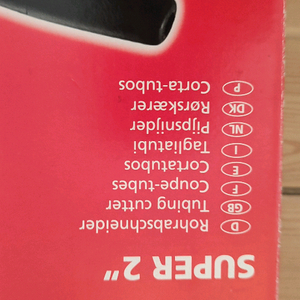 SUPER 2"
D Rohrabschneider
GB Tubing cutter
F Coupe-tubes
E Cortatubos
I Tagliatubi
NL Pijpsnijder
DK Rørskærer
P Corta-tubos